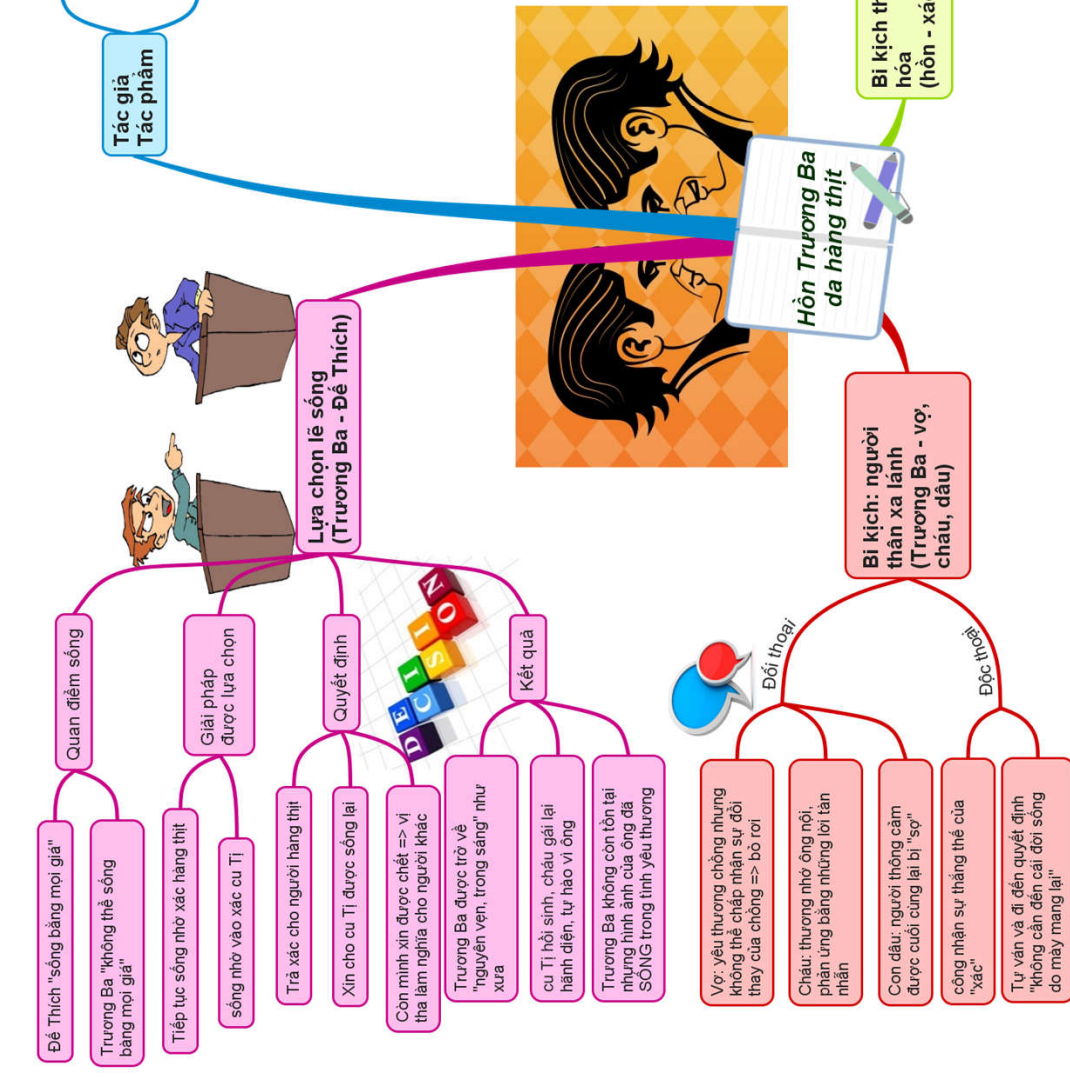 Hồn Trương Ba
da hàng thịt
Tác giả
Tác phẩm
Bi kịch
hóa
(hồn -
Lựa chọn lẽ sống
(Trương Ba - Đế Thích)
Quan điểm sống
Đế Thích "sống bằng mọi giá"
Trương Ba "không thể sống
bằng mọi giá"
Giải pháp
được lựa chọn
Tiếp tục sống nhờ xác hàng thịt
sống nhờ vào xác cu Tị
Quyết định
Trả xác cho người hàng thịt
Xin cho cu Tị được sống lại
Còn mình xin được chết => vị
tha làm nghĩa cho người khác
DECISION
Kết quả
Trương Ba được trở về
"nguyên vẹn, trong sáng" như
xưa
cu Tị hồi sinh, cháu gái lại
hãnh diện, tự hào vì ông
Trương Ba không còn tồn tại
nhưng hình ảnh của ông đã
SỐNG trong tình yêu thương
Bi kịch: người
thân xa lánh
(Trương Ba - vợ,
cháu, dâu)
Đối thoại
Vợ: yêu thương chồng nhưng
không thể chấp nhận sự đổi
thay của chồng => bỏ rơi
Cháu: thương nhớ ông nội,
phản ứng bằng những lời tàn
nhẫn
Con dâu: người thông cảm
được cuối cùng lại bị "sợ"
Độc thoại
công nhận sự thắng thế của
"xác"
Tự vấn và đi đến quyết định
"không cần đến cái đời sống
do mày mang lại"